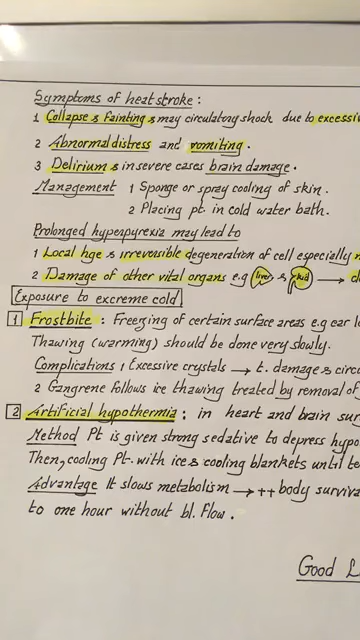 Symptoms of heatstroke :
1 Collapse & Fainting & may circulatory shock due to excessiv
2 Abnormal distress and vomiting .
3 Delirium & in severe cases brain damage .
Management 1 Sponge or spray cooling of skin .
2 Placing pt. in cold water bath .
Prolonged hyperpyrexia may lead to
1 Local hge & irreversible degeneration of cell especially
2 Damage of other vital organs e.g liver & kid →
Exposure to excreme cold
1 Frostbite : Freezing of certain surface areas e.g ear l
Thawing (warming) should be done very slowly .
Complications 1 Excessive crystals → t. damage & circ
2 Gangrene follows ice thawing treated by removal of
2 Artificial hypothermia : in heart and brain sur
Method Pt is given strong sedative to depress hypo
Then, cooling Pt. with ice & cooling blankets until te
Advantage It slows metabolism → ++ body surviva
to one hour without bl. Flow .
Good L